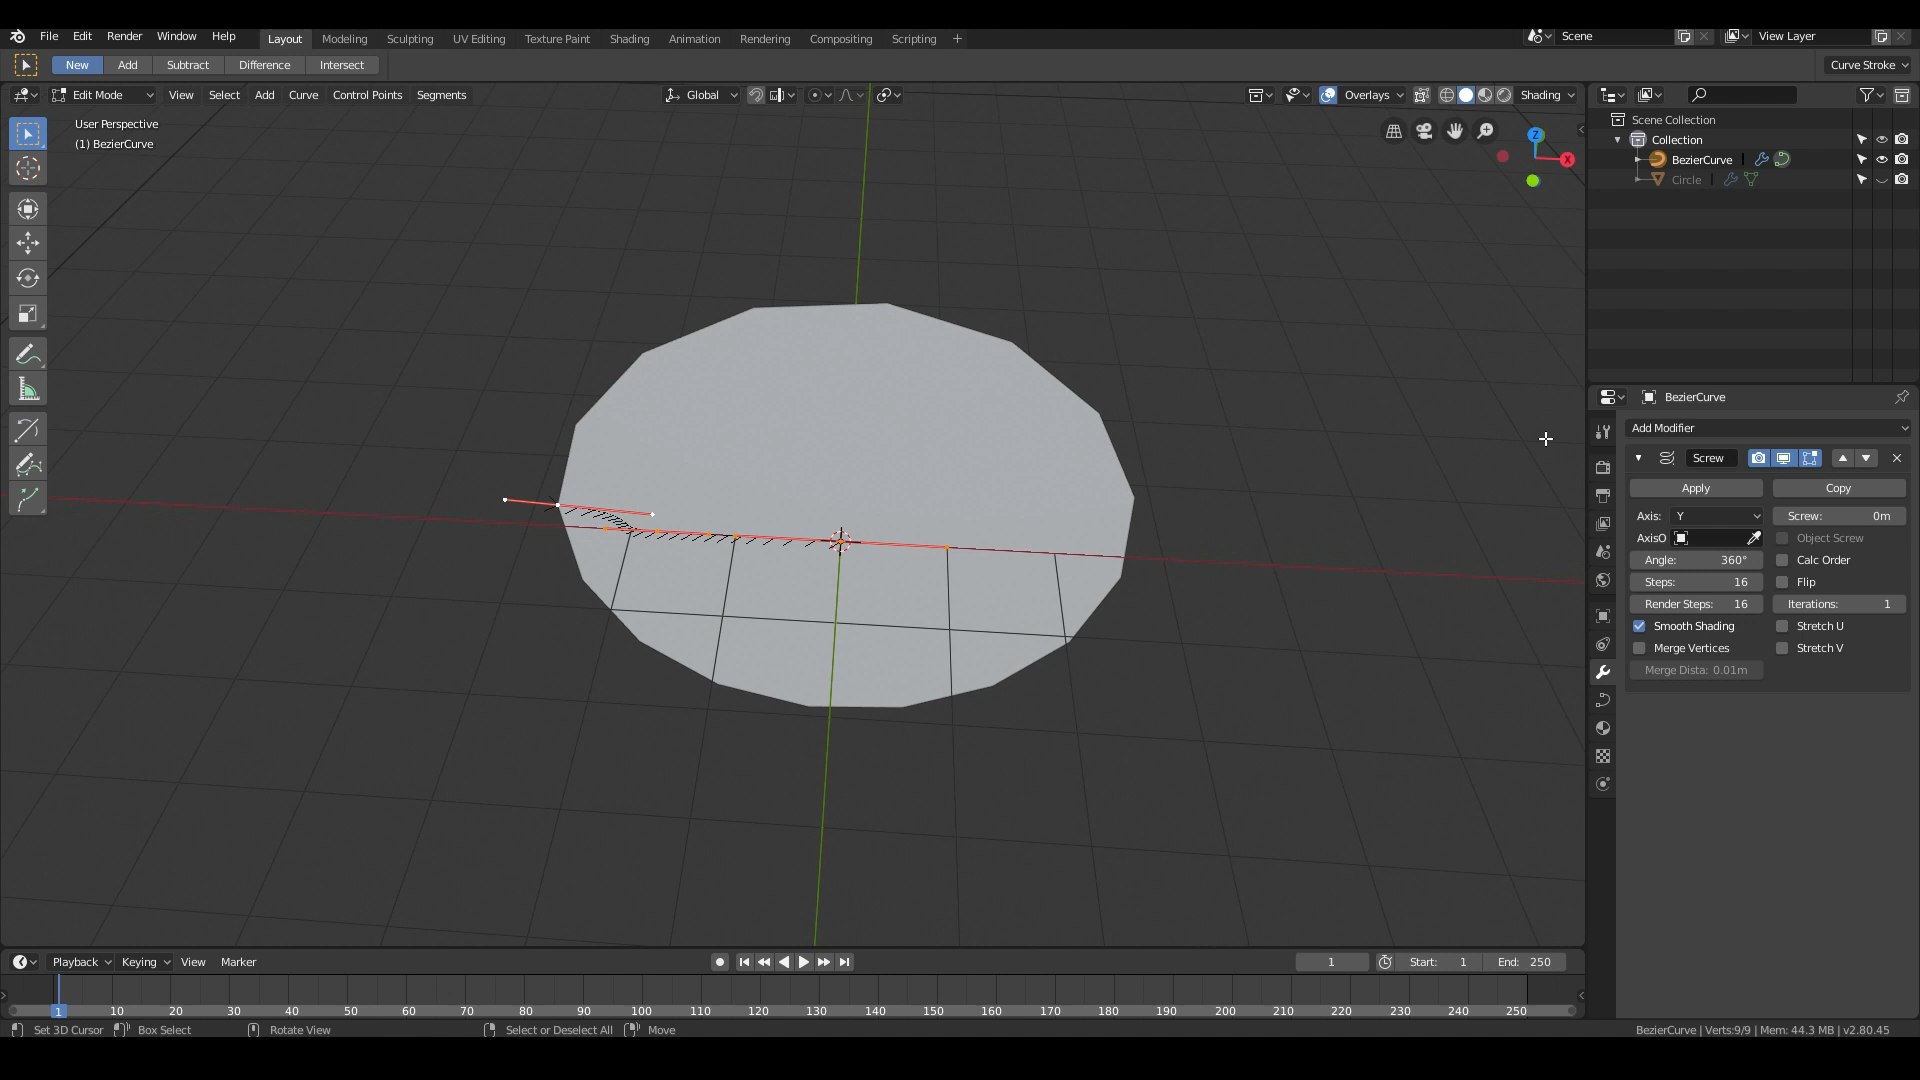 File Edit Render Window Help Layout Modeling Sculpting UV Editing Texture Paint Shading Animation Rendering Compositing Scripting + Scene View Layer
New Add Subtract Difference Intersect Curve Stroke
Edit Mode View Select Add Curve Control Points Segments Global Overlays Shading
User Perspective
(1) BezierCurve
Z
X
Scene Collection
Collection
BezierCurve
Circle
BezierCurve
Add Modifier
Screw
Apply Copy
Axis: Y Screw: 0m
AxisO Object Screw
Angle: 360° Calc Order
Steps: 16 Flip
Render Steps: 16 Iterations: 1
Smooth Shading Stretch U
Merge Vertices Stretch V
Merge Dista: 0.01m
Playback Keying View Marker 1 Start: 1 End: 250
1 10 20 30 40 50 60 70 80 90 100 110 120 130 140 150 160 170 180 190 200 210 220 230 240 250
Set 3D Cursor Box Select Rotate View Select or Deselect All Move BezierCurve | Verts:9/9 | Mem: 44.3 MB | v2.80.45